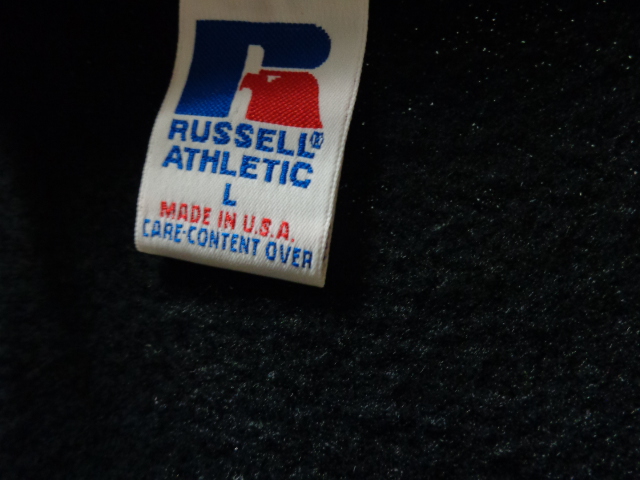 RUSSELL®
ATHLETIC
L
MADE IN U.S.A.
CARE-CONTENT OVER